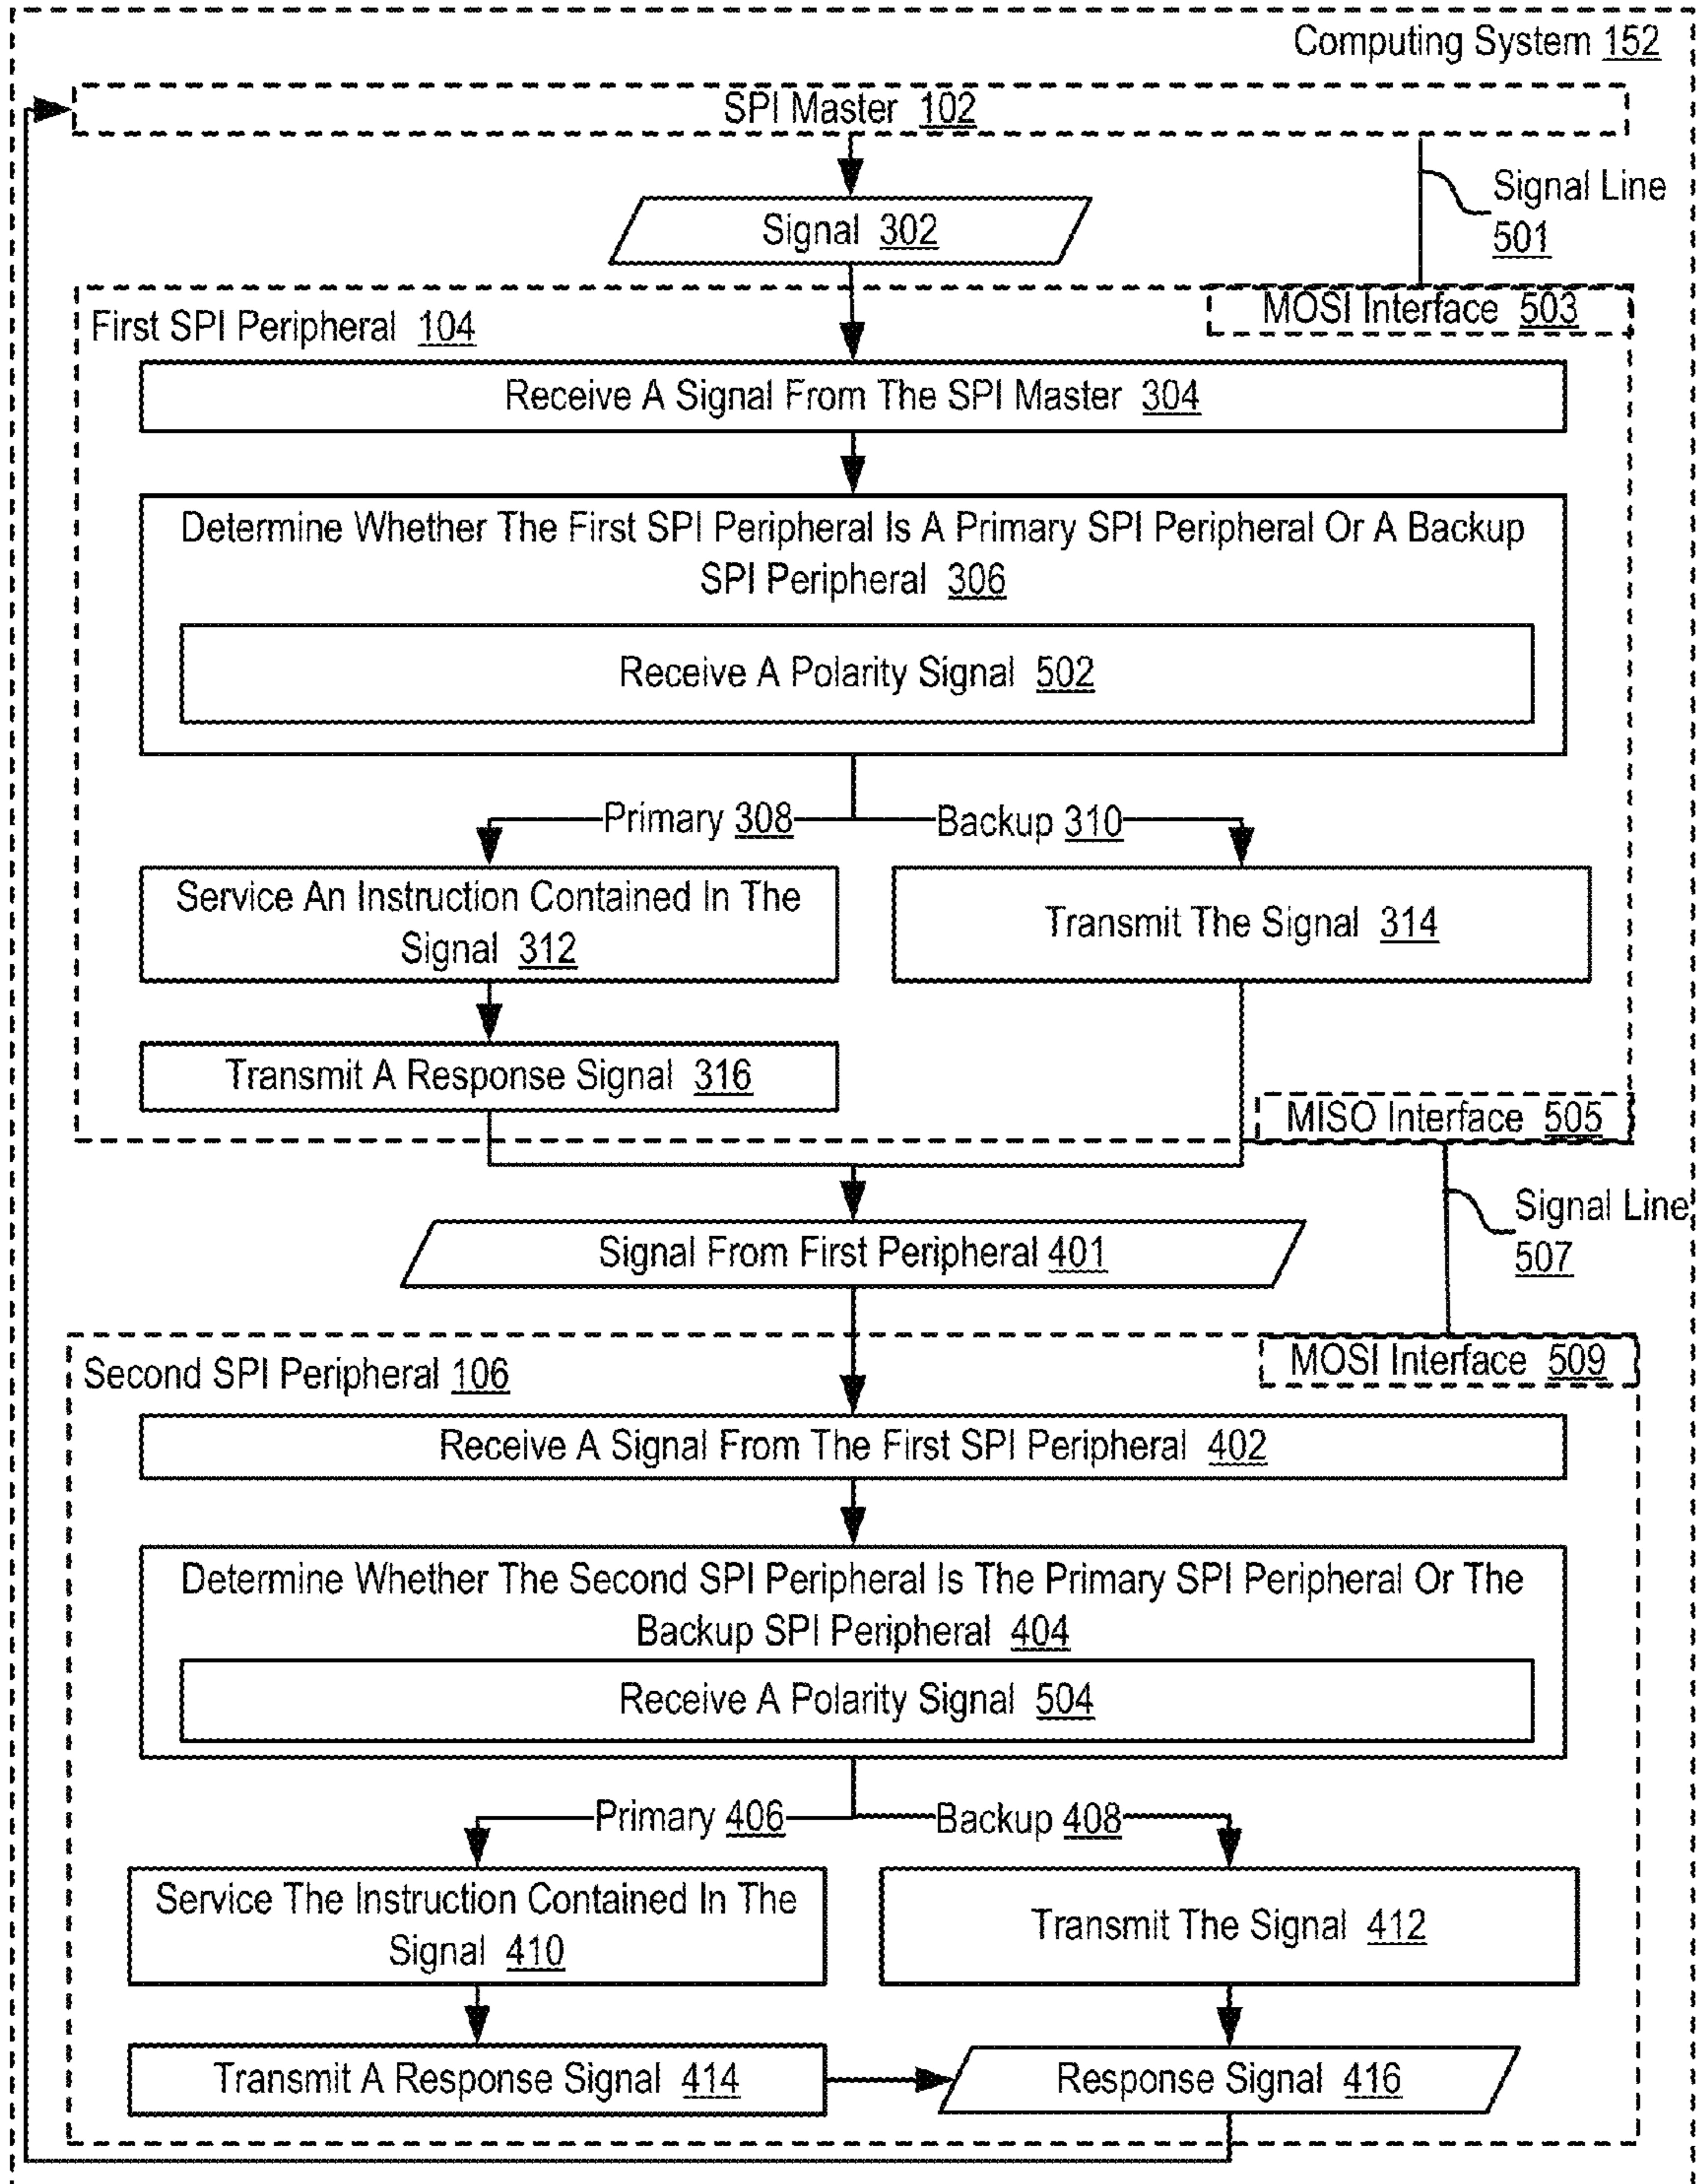 Computing System 152
SPI Master 102
Signal Line
501
Signal 302
MOSI Interface 503
First SPI Peripheral 104
Receive A Signal From The SPI Master 304
Determine Whether The First SPI Peripheral Is A Primary SPI Peripheral Or A Backup
SPI Peripheral 306
Receive A Polarity Signal 502
Primary 308
Backup 310
Service An Instruction Contained In The
Signal 312
Transmit The Signal 314
Transmit A Response Signal 316
MISO Interface 505
Signal Line
507
Signal From First Peripheral 401
MOSI Interface 509
Second SPI Peripheral 106
Receive A Signal From The First SPI Peripheral 402
Determine Whether The Second SPI Peripheral Is The Primary SPI Peripheral Or The
Backup SPI Peripheral 404
Receive A Polarity Signal 504
Primary 406
Backup 408
Service The Instruction Contained In The
Signal 410
Transmit The Signal 412
Transmit A Response Signal 414
Response Signal 416